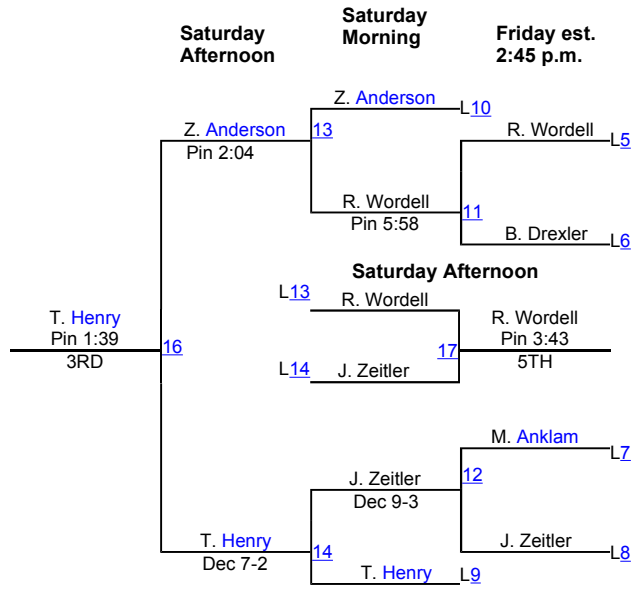 Saturday
Afternoon
Saturday
Morning
Friday est.
2:45 p.m.
Z. Anderson
L10
Z. Anderson
13
R. Wordell
L5
Pin 2:04
R. Wordell
11
Pin 5:58
B. Drexler
L6
Saturday Afternoon
L13
R. Wordell
T. Henry
R. Wordell
Pin 1:39
16
17
Pin 3:43
3RD
L14
J. Zeitler
5TH
M. Anklam
L7
J. Zeitler
12
Dec 9-3
T. Henry
14
J. Zeitler
L8
Dec 7-2
T. Henry
L9